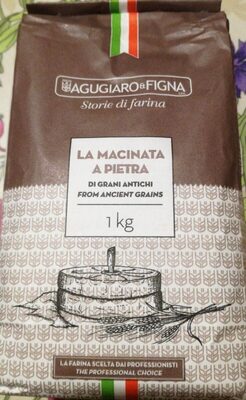 AGUGIARO & FIGNA
Storie di farina
LA MACINATA
A PIETRA
DI GRANI ANTICHI
FROM ANCIENT GRAINS
1 kg
LA FARINA SCELTA DAI PROFESSIONISTI
THE PROFESSIONAL CHOICE